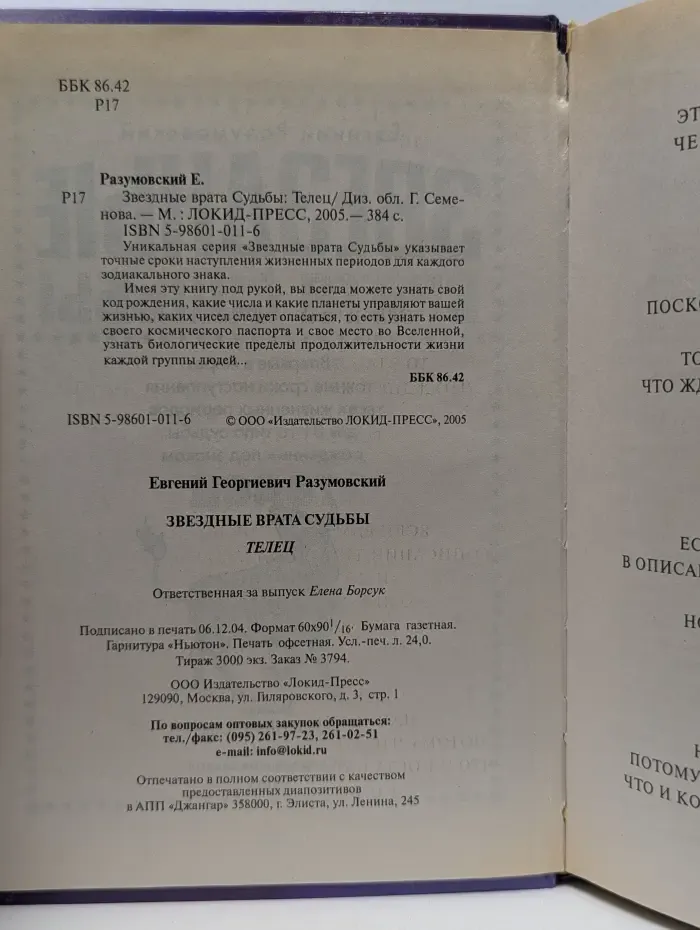 ББК 86.42
Р17
Разумовский Е.
Р17 Звездные врата Судьбы: Телец/ Диз. обл. Г. Семе-
нова. — М. : ЛОКИД-ПРЕСС, 2005.— 384 с.
ISBN 5-98601-011-6
Уникальная серия «Звездные врата Судьбы» указывает
точные сроки наступления жизненных периодов для каждого
зодиакального знака.
Имея эту книгу под рукой, вы всегда можете узнать свой
код рождения, какие числа и какие планеты управляют вашей
жизнью, каких чисел следует опасаться, то есть узнать номер
своего космического паспорта и свое место во Вселенной,
узнать биологические пределы продолжительности жизни
каждой группы людей...
ББК 86.42
ISBN 5-98601-011-6 © ООО «Издательство ЛОКИД-ПРЕСС», 2005
Евгений Георгиевич Разумовский
ЗВЕЗДНЫЕ ВРАТА СУДЬБЫ
ТЕЛЕЦ
Ответственная за выпуск Елена Борсук
Подписано в печать 06.12.04. Формат 60х90 1/16. Бумага газетная.
Гарнитура «Ньютон». Печать офсетная. Усл.-печ. л. 24,0.
Тираж 3000 экз. Заказ № 3794.
ООО Издательство «Локид-Пресс»
129090, Москва, ул. Гиляровского, д. 3, стр. 1
По вопросам оптовых закупок обращаться:
тел./факс: (095) 261-97-23, 261-02-51
e-mail: info@lokid.ru
Отпечатано в полном соответствии с качеством
предоставленных диапозитивов
в АПП «Джангар» 358000, г. Элиста, ул. Ленина, 245
ЭТ
ЧЕ
ПОСКО
ТО
ЧТО ЖД
ЕС
В ОПИСА
НО
Н
ПОТОМУ
ЧТО И КО